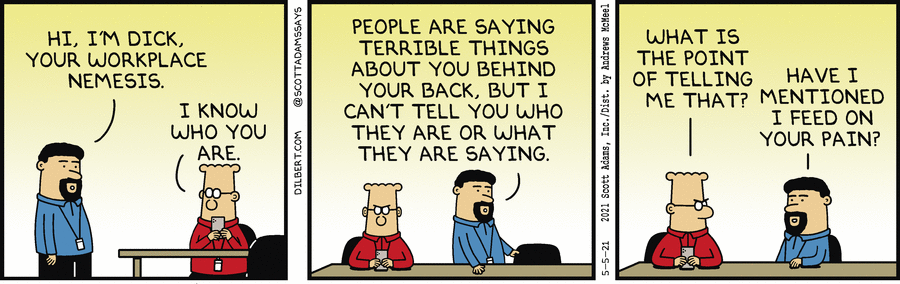 HI, I'M DICK,
YOUR WORKPLACE
NEMESIS.
I KNOW
WHO YOU
ARE.
DILBERT.COM @SCOTTADAMSSAYS
PEOPLE ARE SAYING
TERRIBLE THINGS
ABOUT YOU BEHIND
YOUR BACK, BUT I
CAN'T TELL YOU WHO
THEY ARE OR WHAT
THEY ARE SAYING.
5-5-21 2021 Scott Adams, Inc./Dist. by Andrews McMeel
WHAT IS
THE POINT
OF TELLING
ME THAT?
HAVE I
MENTIONED
I FEED ON
YOUR PAIN?